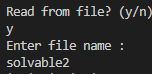 Read from file? (y/n)
y
Enter file name :
solvable2